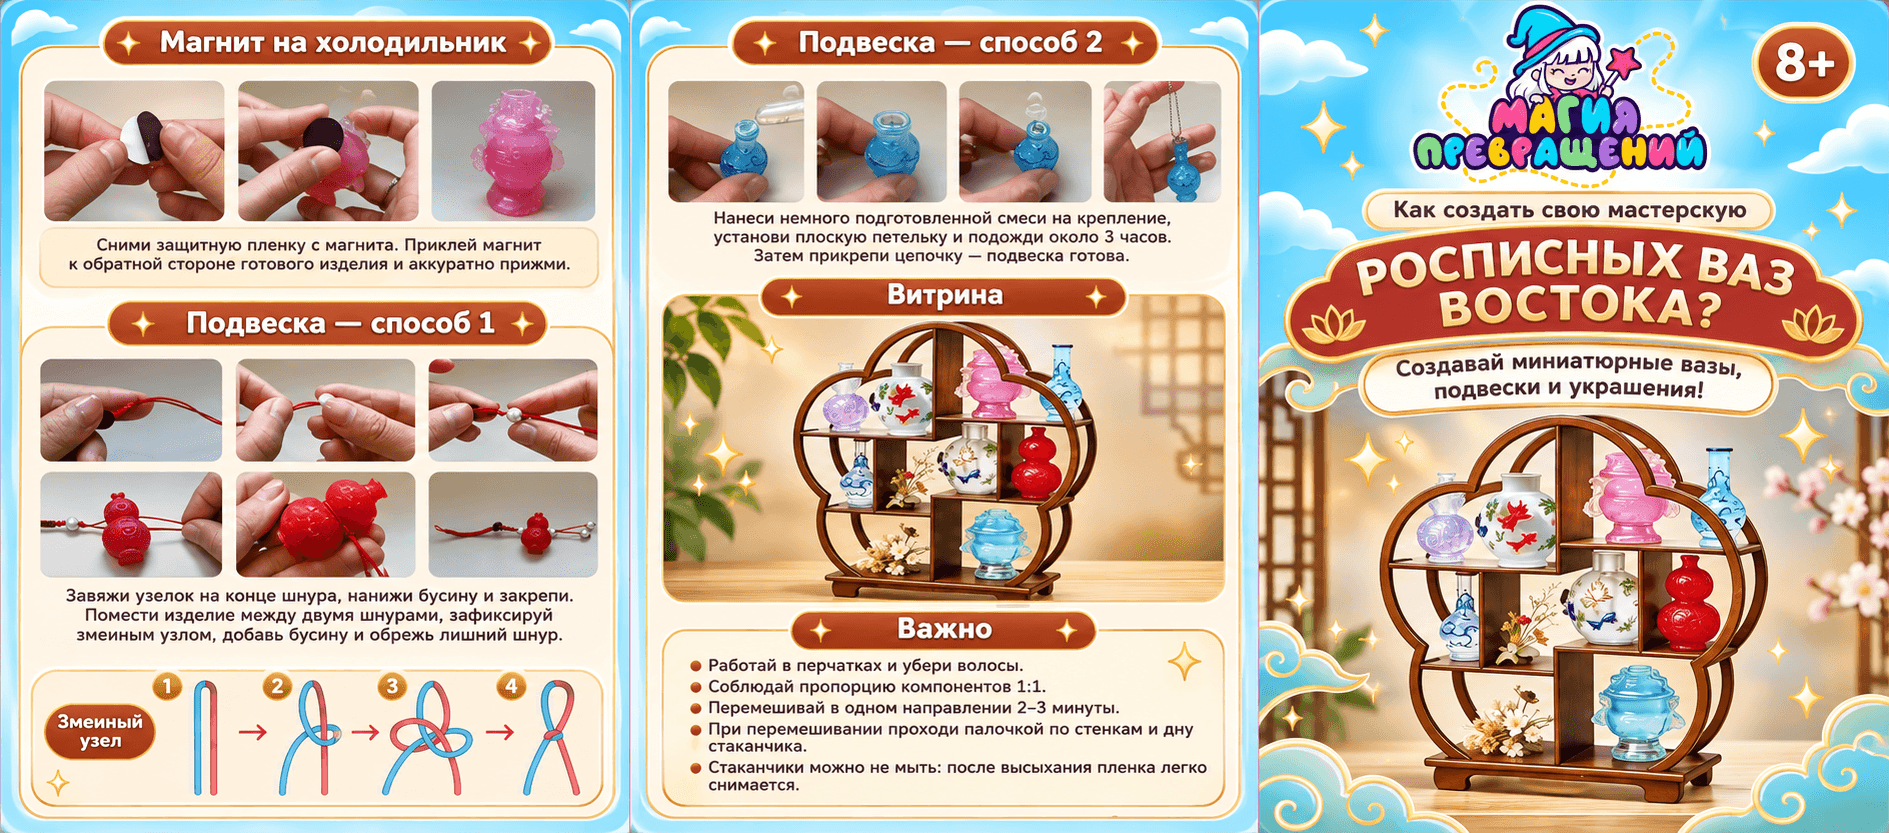 Магнит на холодильник
Сними защитную пленку с магнита. Приклей магнит
к обратной стороне готового изделия и аккуратно прижми.
Подвеска — способ 1
Завяжи узелок на конце шнура, нанижи бусину и закрепи.
Помести изделие между двумя шнурами, зафиксируй
змеиным узлом, добавь бусину и обрежь лишний шнур.
Змеиный
узел
1
2
3
4
Подвеска — способ 2
Нанеси немного подготовленной смеси на крепление,
установи плоскую петельку и подожди около 3 часов.
Затем прикрепи цепочку — подвеска готова.
Витрина
Важно
Работай в перчатках и убери волосы.
Соблюдай пропорцию компонентов 1:1.
Перемешивай в одном направлении 2–3 минуты.
При перемешивании проходи палочкой по стенкам и дну
стаканчика.
Стаканчики можно не мыть: после высыхания пленка легко
снимается.
МАГИЯ
ПРЕВРАЩЕНИЙ
8+
Как создать свою мастерскую
РОСПИСНЫХ ВАЗ
ВОСТОКА?
Создавай миниатюрные вазы,
подвески и украшения!